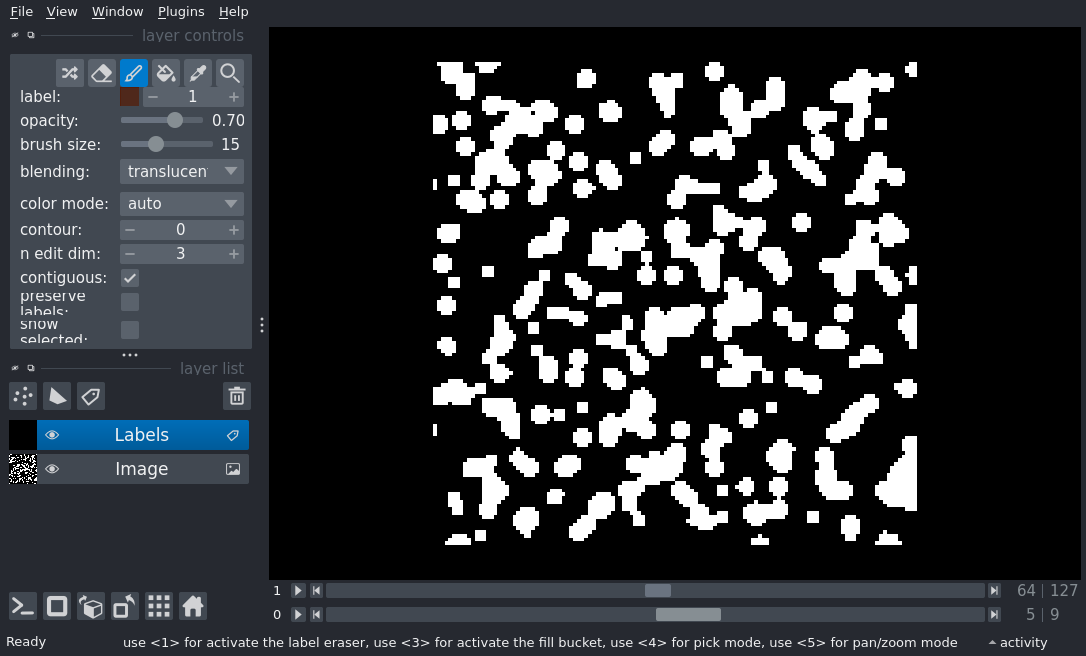 File View Window Plugins Help
layer controls
label: 1
opacity: 0.70
brush size: 15
blending: translucen
color mode: auto
contour: 0
n edit dim: 3
contiguous:
preserve
labels:
show
selected:
layer list
Labels
Image
1 64 | 127
0 5 | 9
Ready use <1> for activate the label eraser, use <3> for activate the fill bucket, use <4> for pick mode, use <5> for pan/zoom mode activity